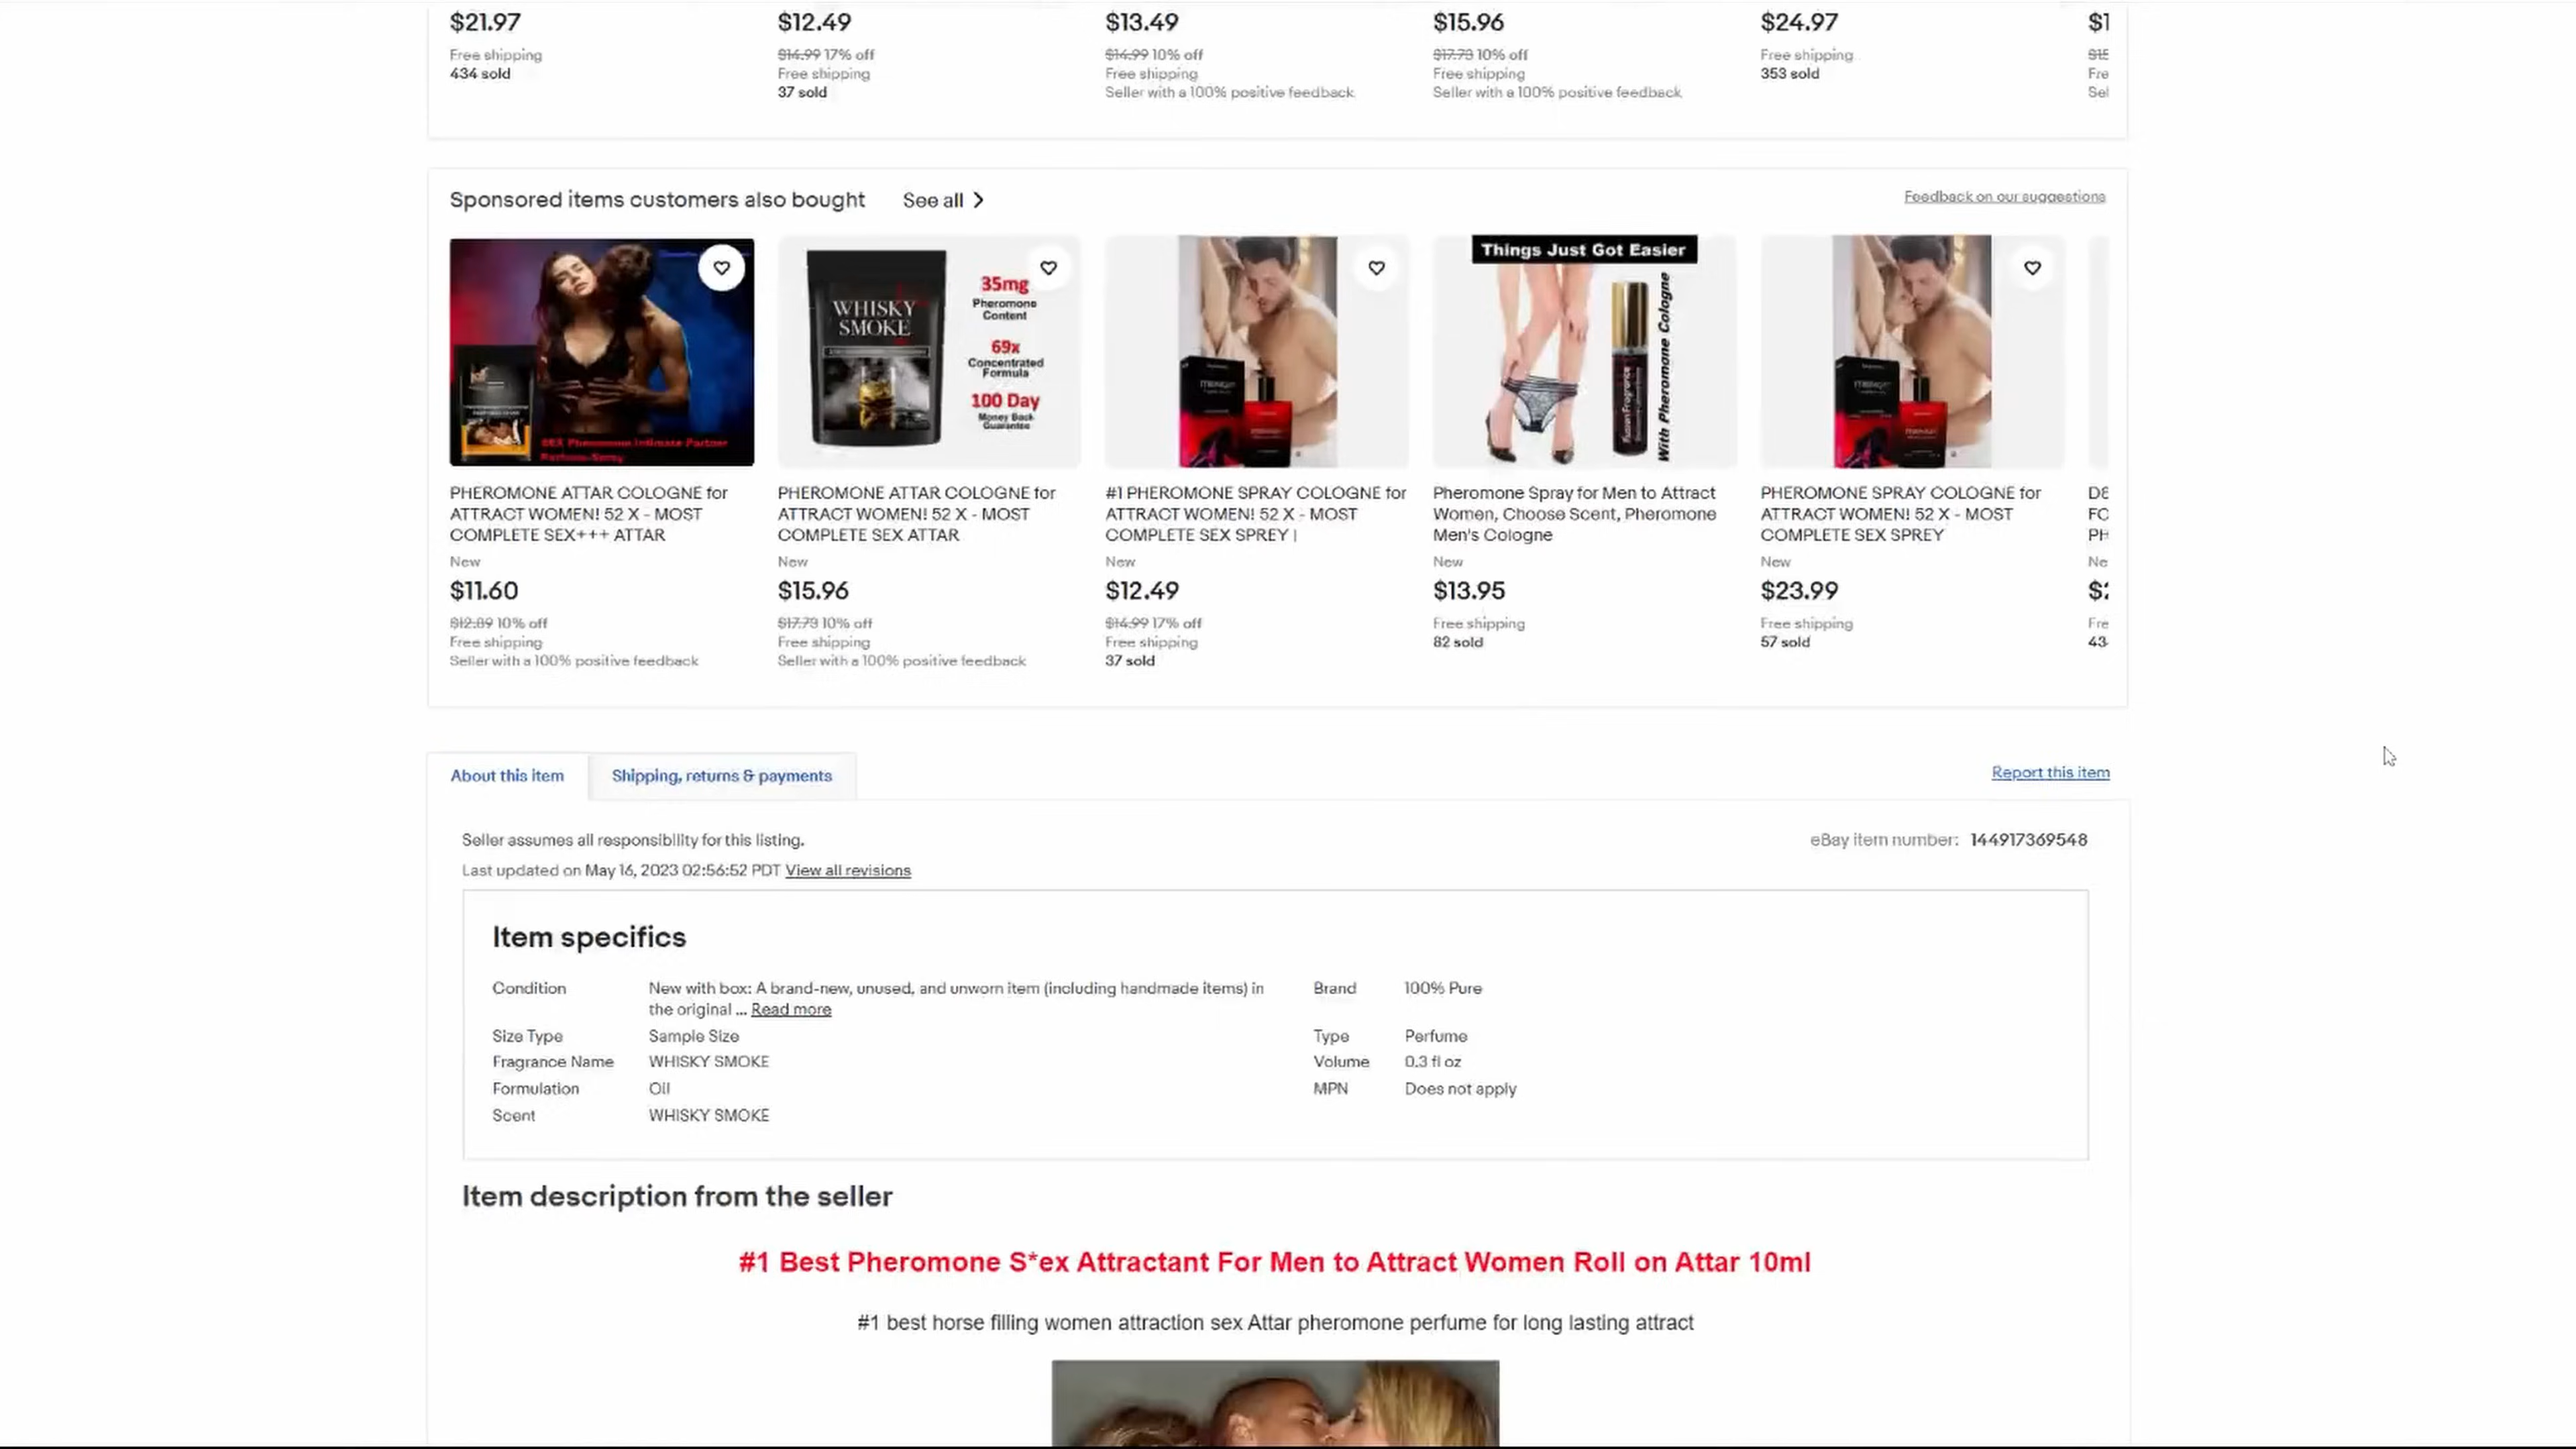 $21.97 $12.49 $13.49 $15.96 $24.97 $1
Free shipping $14.99 17% off $14.99 10% off $17.73 10% off Free shipping $15
434 sold Free shipping Free shipping Free shipping 353 sold Fre
37 sold Seller with a 100% positive feedback Seller with a 100% positive feedback Sel
Sponsored items customers also bought See all Feedback on our suggestions
Things Just Got Easier
WHISKY
SMOKE
35mg
Pheromone
Content
69x
Concentrated
Formula
100 Day
Money Back
Guarantee
With Pheromone Cologne
SEX Pheromone Intimate Partner
Perfume Spray
PHEROMONE ATTAR COLOGNE for PHEROMONE ATTAR COLOGNE for #1 PHEROMONE SPRAY COLOGNE for Pheromone Spray for Men to Attract PHEROMONE SPRAY COLOGNE for
ATTRACT WOMEN! 52 X - MOST ATTRACT WOMEN! 52 X - MOST ATTRACT WOMEN! 52 X - MOST Women, Choose Scent, Pheromone ATTRACT WOMEN! 52 X - MOST FO
COMPLETE SEX+++ ATTAR COMPLETE SEX ATTAR COMPLETE SEX SPREY | Men's Cologne COMPLETE SEX SPREY PH
New New New New New Ne
$11.60 $15.96 $12.49 $13.95 $23.99
$12.89 10% off $17.73 10% off $14.99 17% off Free shipping Free shipping Fre
Free shipping Free shipping Free shipping 82 sold 57 sold 43
Seller with a 100% positive feedback Seller with a 100% positive feedback 37 sold
About this item Shipping, returns & payments Report this item
Seller assumes all responsibility for this listing. eBay item number: 144917369548
Last updated on May 16, 2023 02:56:52 PDT View all revisions
Item specifics
Condition New with box: A brand-new, unused, and unworn item (including handmade items) in Brand 100% Pure
the original ... Read more
Size Type Sample Size Type Perfume
Fragrance Name WHISKY SMOKE Volume 0.3 fl oz
Formulation Oil MPN Does not apply
Scent WHISKY SMOKE
Item description from the seller
#1 Best Pheromone S*ex Attractant For Men to Attract Women Roll on Attar 10ml
#1 best horse filling women attraction sex Attar pheromone perfume for long lasting attract